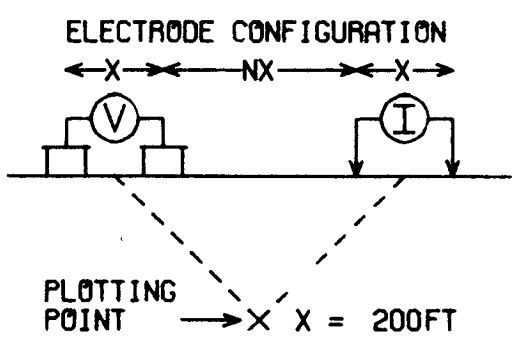 ELECTRODE CONFIGURATION
X NX X
V I
PLOTTING
POINT X X = 200FT